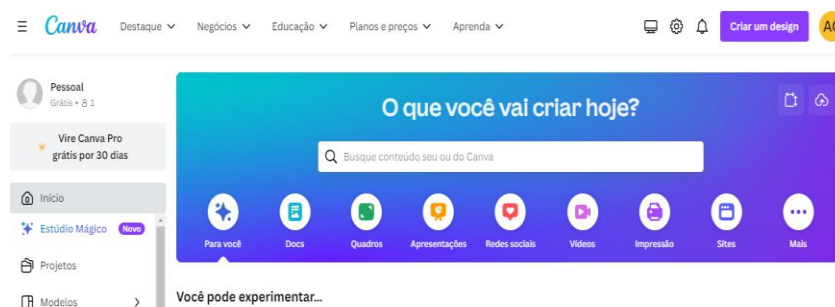 Canva
Destaque
Negócios
Educação
Planos e preços
Aprenda
Criar um design
AC
Pessoal
Grátis • 1
Vire Canva Pro
grátis por 30 dias
Início
Estúdio Mágico Novo
Projetos
Modelos
O que você vai criar hoje?
Busque conteúdo seu ou do Canva
Para você
Docs
Quadros
Apresentações
Redes sociais
Vídeos
Impressão
Sites
Mais
Você pode experimentar...